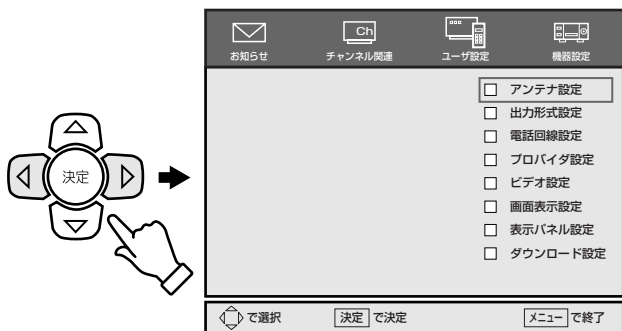 Ch
お知らせ チャンネル関連 ユーザ設定 機器設定
アンテナ設定
出力形式設定
電話回線設定
プロバイダ設定
ビデオ設定
画面表示設定
表示パネル設定
ダウンロード設定
決定
で選択 決定 で決定 メニュー で終了